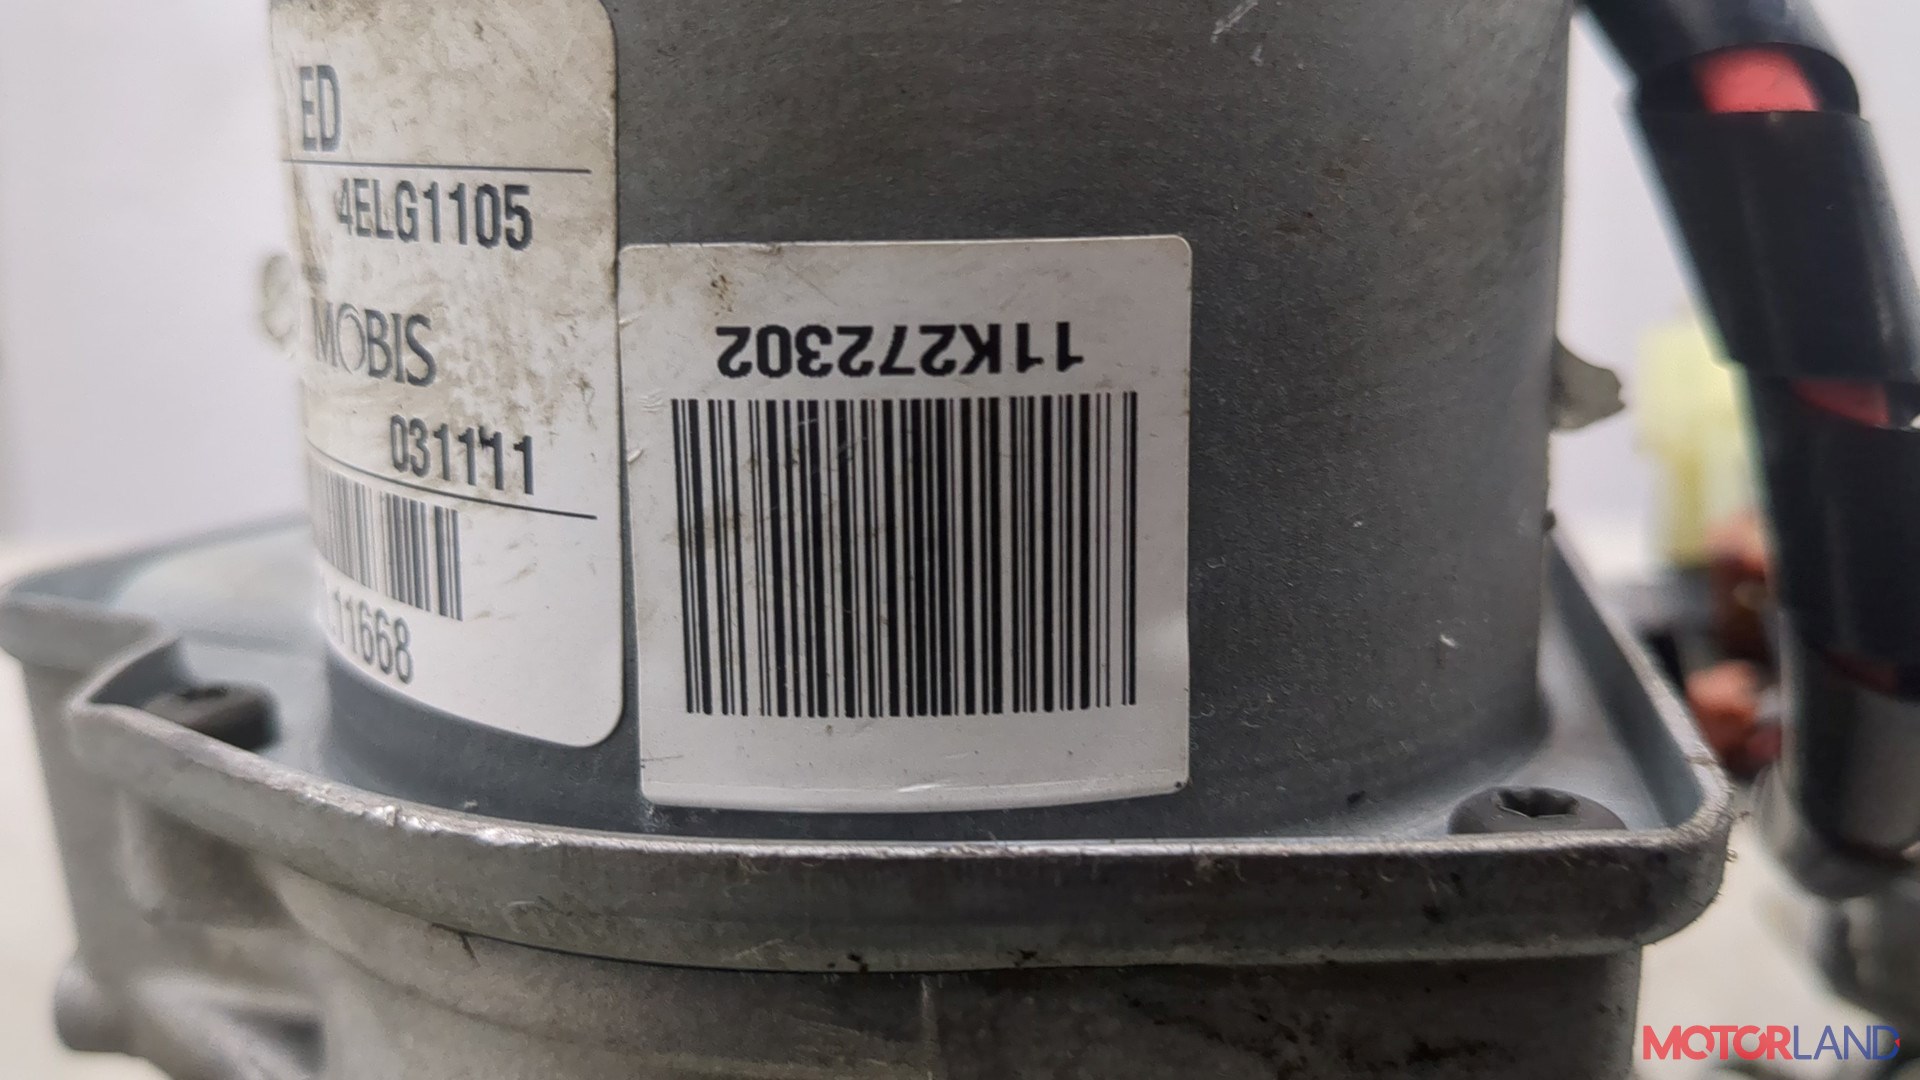 ED
4ELG1105
MOBIS
031111
11668
11K272302
MOTORLAND